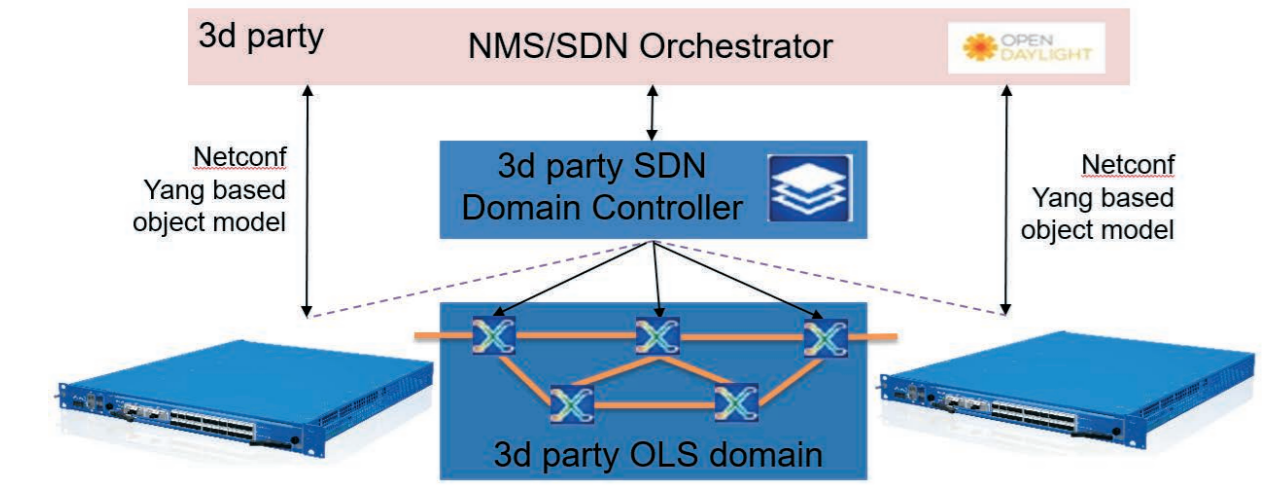 3d party
NMS/SDN Orchestrator
OPEN
DAYLIGHT
Netconf
Yang based
object model
3d party SDN
Domain Controller
Netconf
Yang based
object model
3d party OLS domain